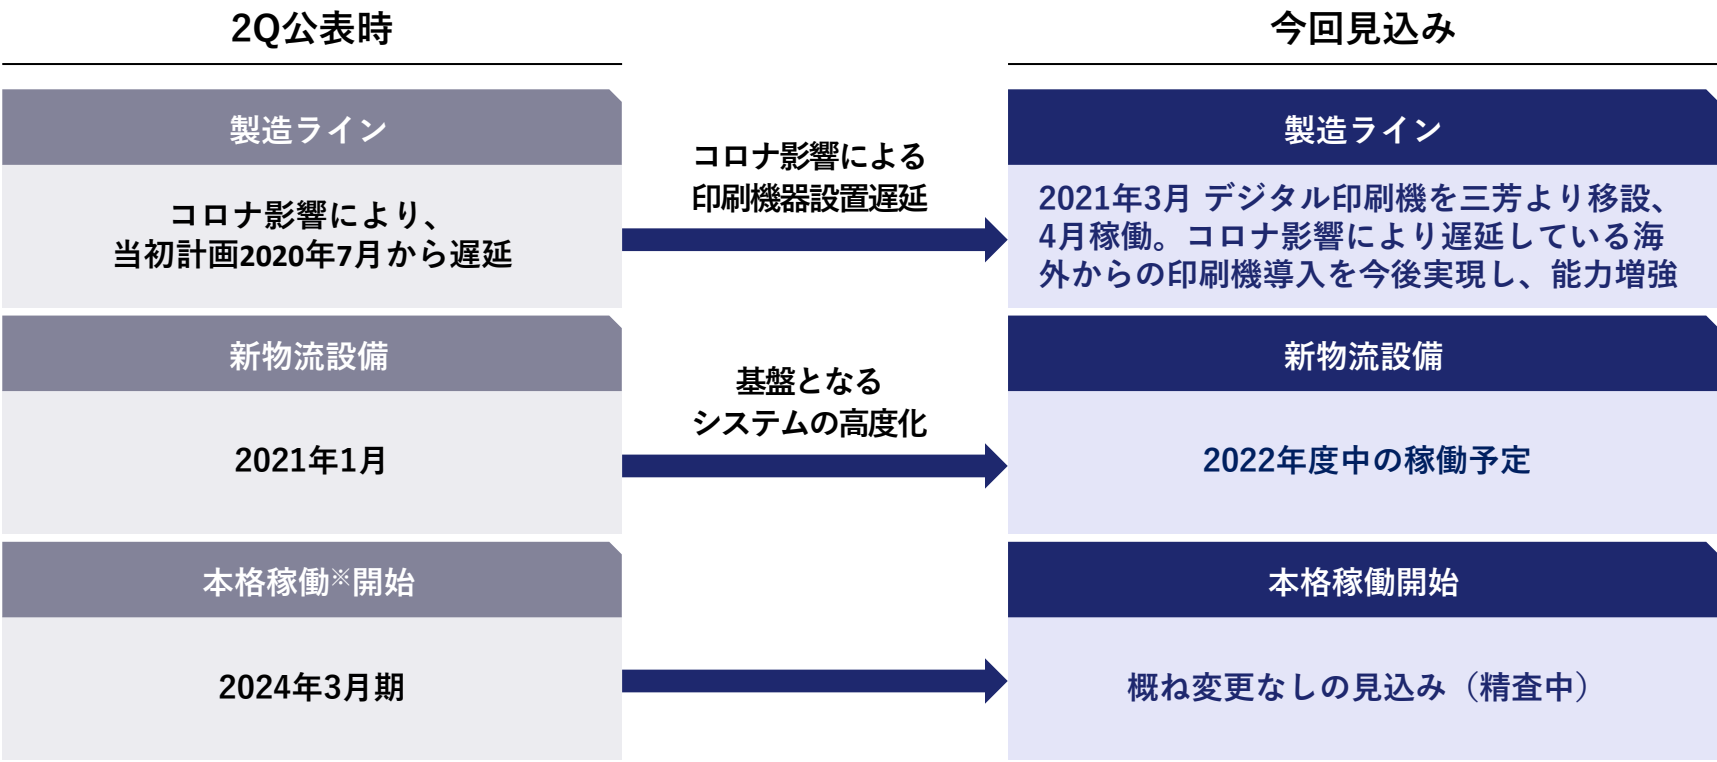 2Q公表時
今回見込み
製造ライン
コロナ影響により、
当初計画2020年7月から遅延
コロナ影響による
印刷機器設置遅延
製造ライン
2021年3月 デジタル印刷機を三芳より移設、
4月稼働。コロナ影響により遅延している海
外からの印刷機導入を今後実現し、能力増強
新物流設備
2021年1月
基盤となる
システムの高度化
新物流設備
2022年度中の稼働予定
本格稼働※開始
2024年3月期
本格稼働開始
概ね変更なしの見込み（精査中）